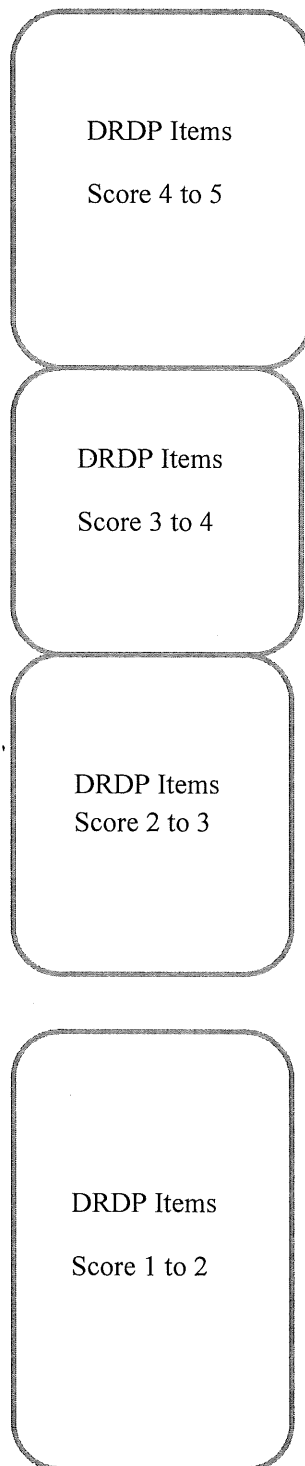 DRDP Items
Score 4 to 5
DRDP Items
Score 3 to 4
DRDP Items
Score 2 to 3
DRDP Items
Score 1 to 2